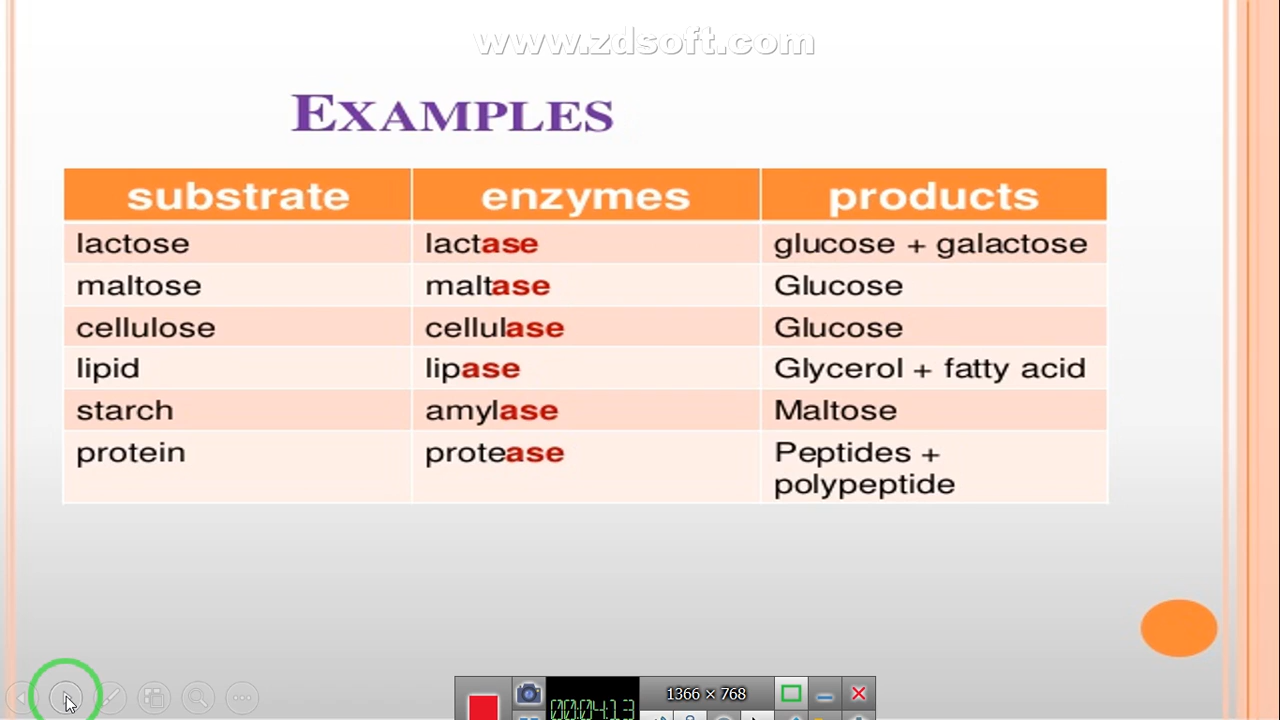 www.zdsoft.com
EXAMPLES
substrate enzymes products
lactose lactase glucose + galactose
maltose maltase Glucose
cellulose cellulase Glucose
lipid lipase Glycerol + fatty acid
starch amylase Maltose
protein protease Peptides +
polypeptide
1366 × 768